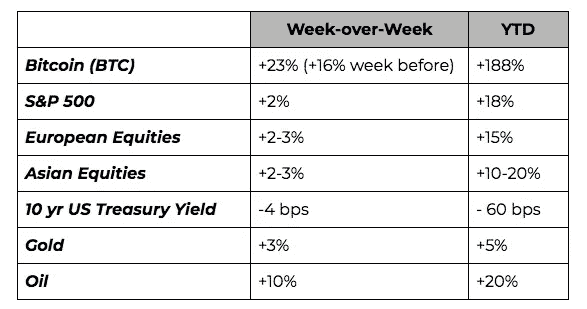 Week-over-Week YTD
Bitcoin (BTC) +23% (+16% week before) +188%
S&P 500 +2% +18%
European Equities +2-3% +15%
Asian Equities +2-3% +10-20%
10 yr US Treasury Yield -4 bps - 60 bps
Gold +3% +5%
Oil +10% +20%